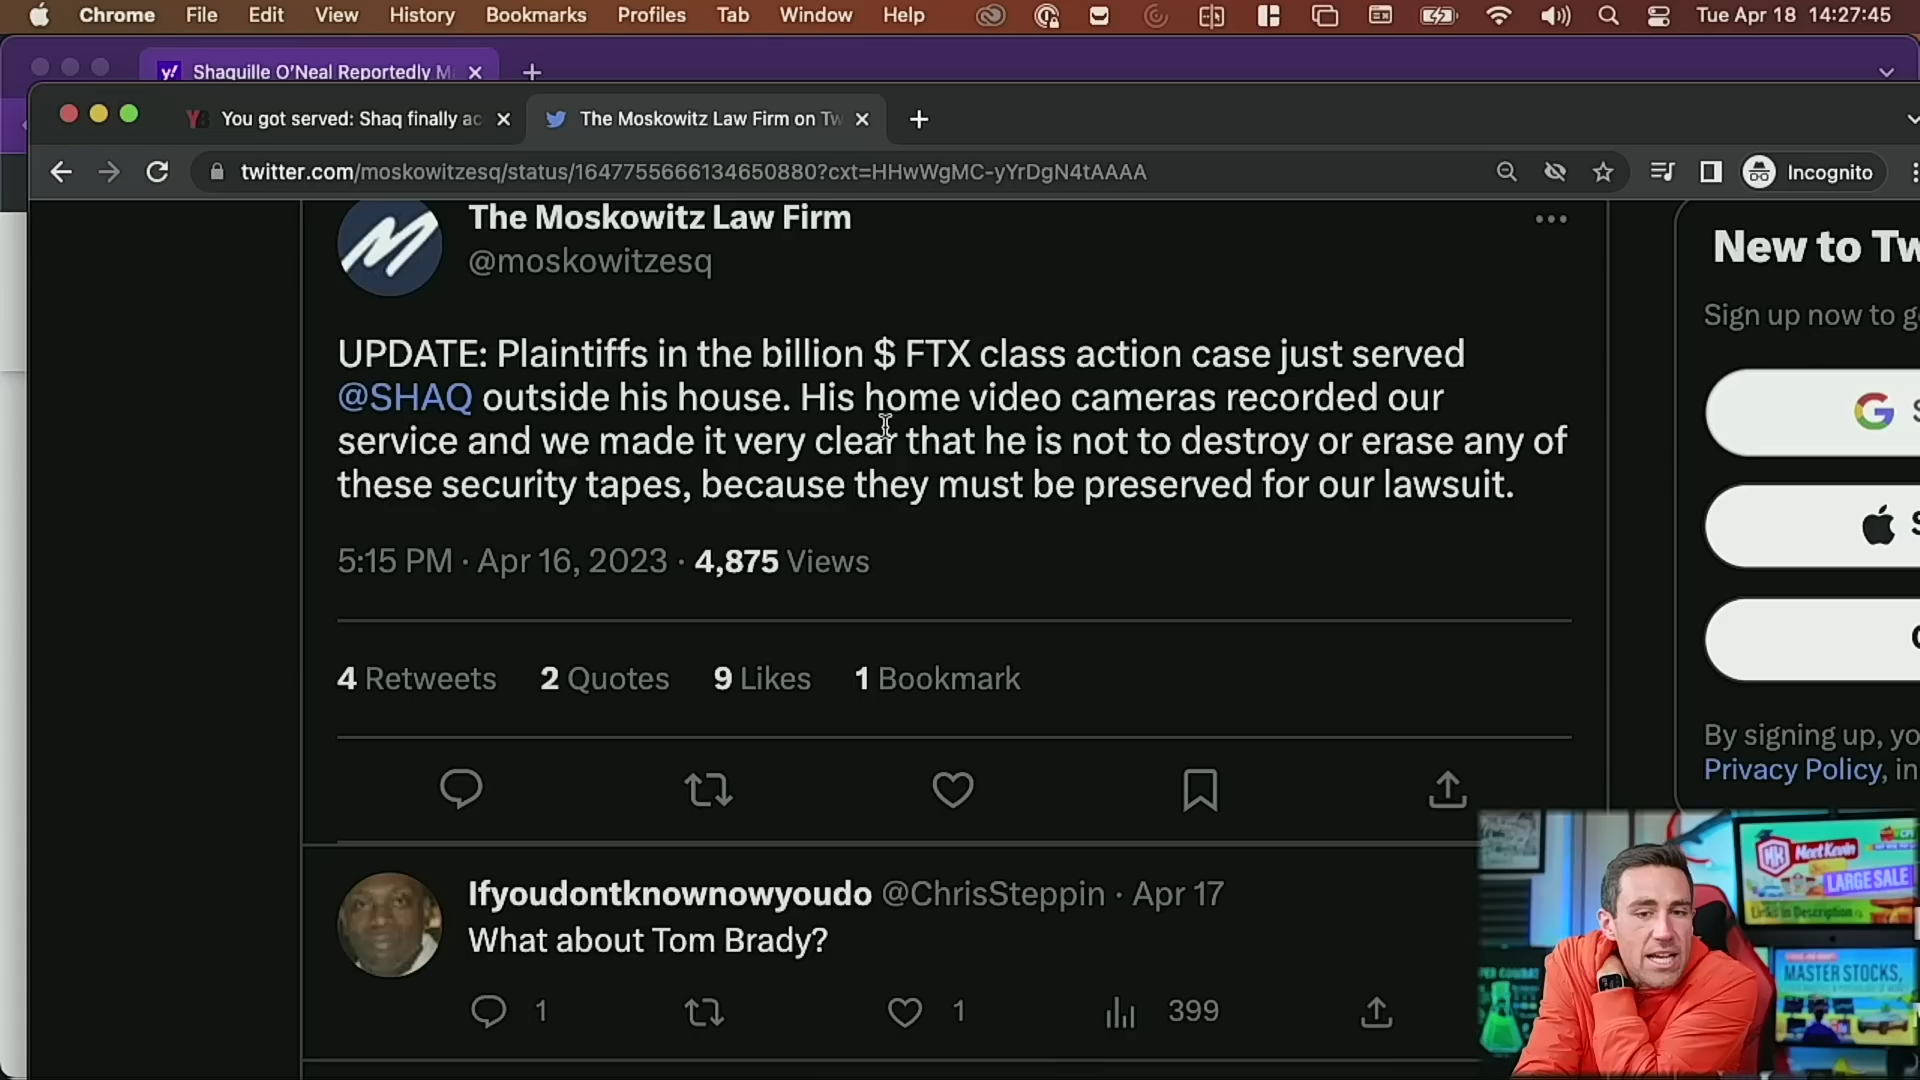 Chrome File Edit View History Bookmarks Profiles Tab Window Help Tue Apr 18 14:27:45
Shaquille O'Neal Reportedly M
You got served: Shaq finally ac
The Moskowitz Law Firm on Tw
twitter.com/moskowitzesq/status/1647755666134650880?cxt=HHwWgMC-yYrDgN4tAAAA
Incognito
The Moskowitz Law Firm
@moskowitzesq
UPDATE: Plaintiffs in the billion $ FTX class action case just served
@SHAQ outside his house. His home video cameras recorded our
service and we made it very clear that he is not to destroy or erase any of
these security tapes, because they must be preserved for our lawsuit.
5:15 PM · Apr 16, 2023 · 4,875 Views
4 Retweets 2 Quotes 9 Likes 1 Bookmark
Ifyoudontknownowyoudo @ChrisSteppin · Apr 17
What about Tom Brady?
1 1 399
New to Tw
Sign up now to g
S
S
By signing up, yo
Privacy Policy, in
Meet Kevin
LARGE SALE
Links in Description
MASTER STOCKS,